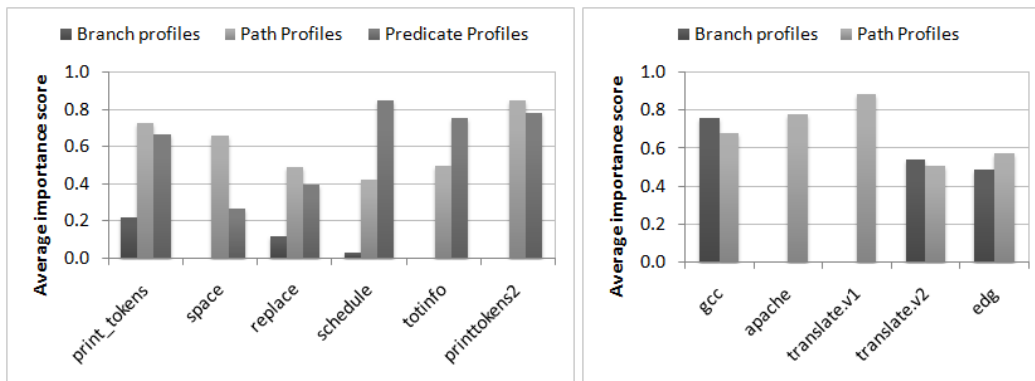 Branch profiles Path Profiles Predicate Profiles
Average importance score
1.0
0.8
0.6
0.4
0.2
0.0
print_tokens
space
replace
schedule
totinfo
printtokens2
Branch profiles Path Profiles
Average importance score
1.0
0.8
0.6
0.4
0.2
0.0
gcc
apache
translate.v1
translate.v2
edg